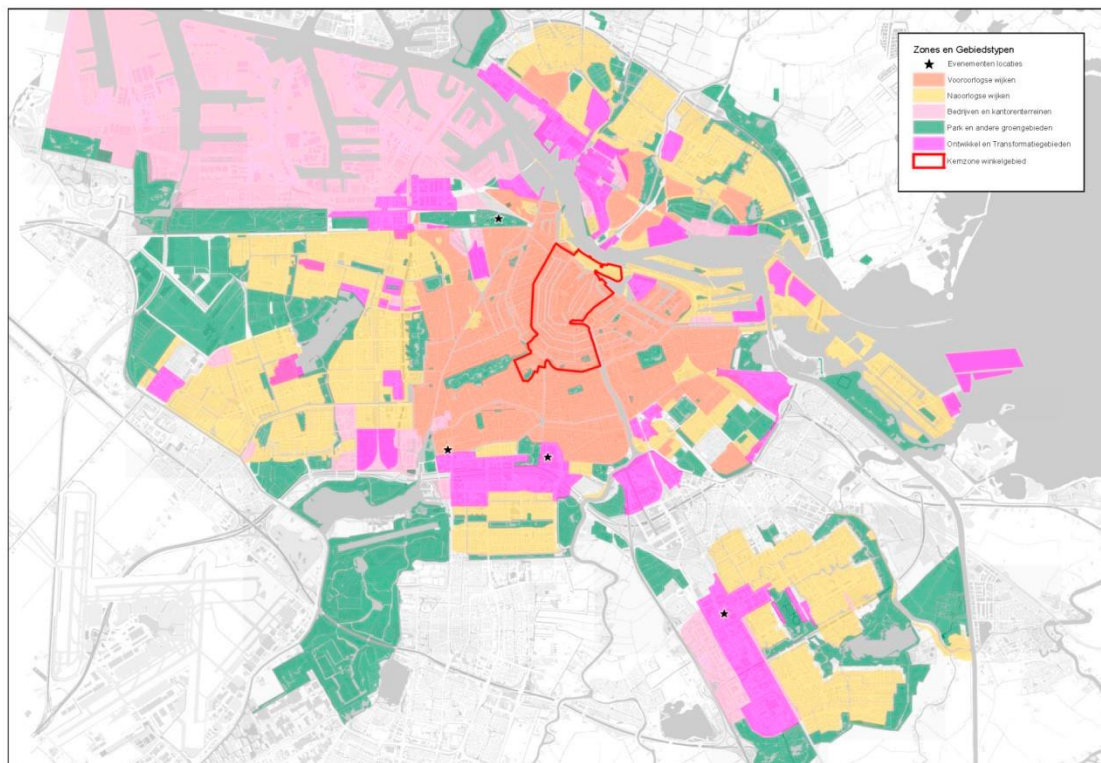 Zones en Gebiedstypen
Evenementen locaties
Vooroorlogse wijken
Naoorlogse wijken
Bedrijven en kantorenterreinen
Park en andere groengebieden
Ontwikkel en Transformatiegebieden
Kernzone winkelgebied